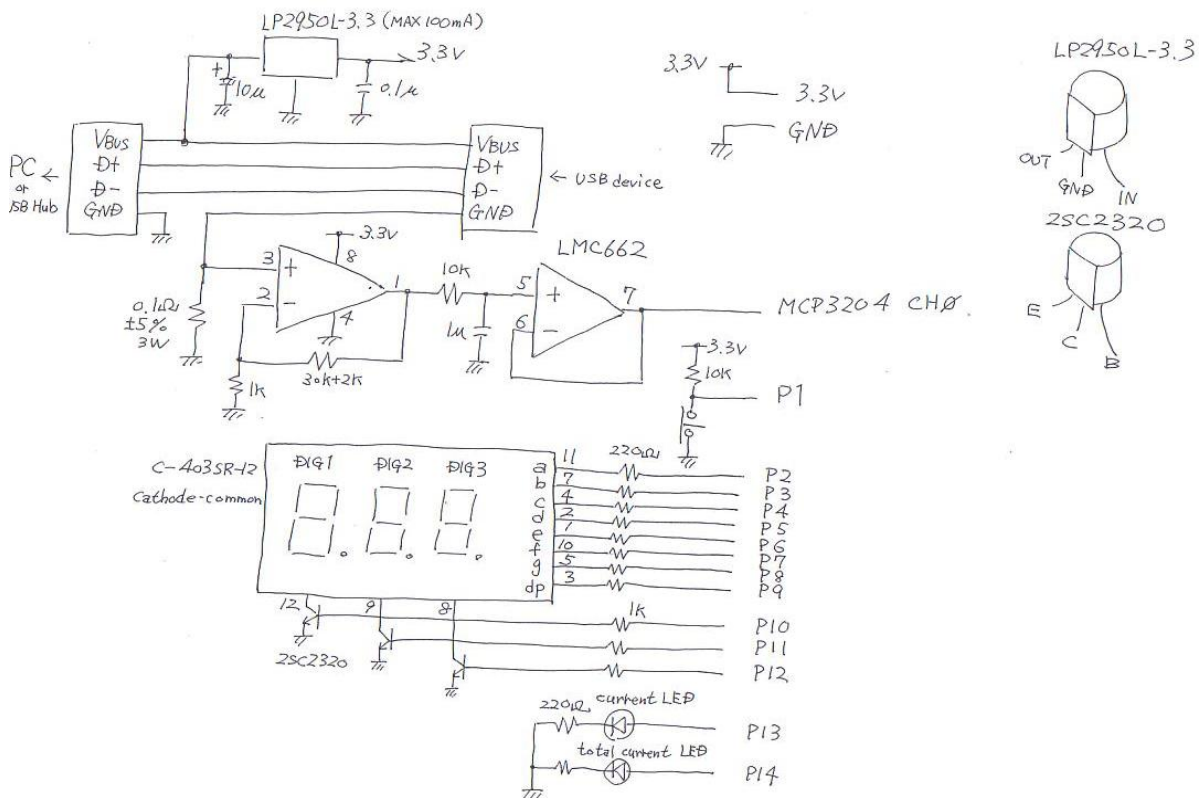 LP2950L-3.3 (MAX100mA)
3.3V
+
10μ
0.1μ
3.3V
3.3V
GND
LP2950L-3.3
OUT
GND
IN
PC ←
or
USB Hub
VBUS
D+
D-
GND
VBUS
D+
D-
GND
← USB device
2SC2320
E
C
B
3.3V
8
3
+
2
-
1
4
0.1Ω
±5%
3W
1K
30K+2K
10K
1μ
LMC662
5
+
6
-
7
MCP3204 CHØ
3.3V
10K
P1
C-403SR-12
Cathode-common
DIG1 DIG2 DIG3
a 11 220Ω P2
b 7 P3
c 4 P4
d 2 P5
e 1 P6
f 10 P7
g 5 P8
dp 3 P9
12 9 8
1K P10
P11
P12
2SC2320
220Ω current LED P13
total current LED P14